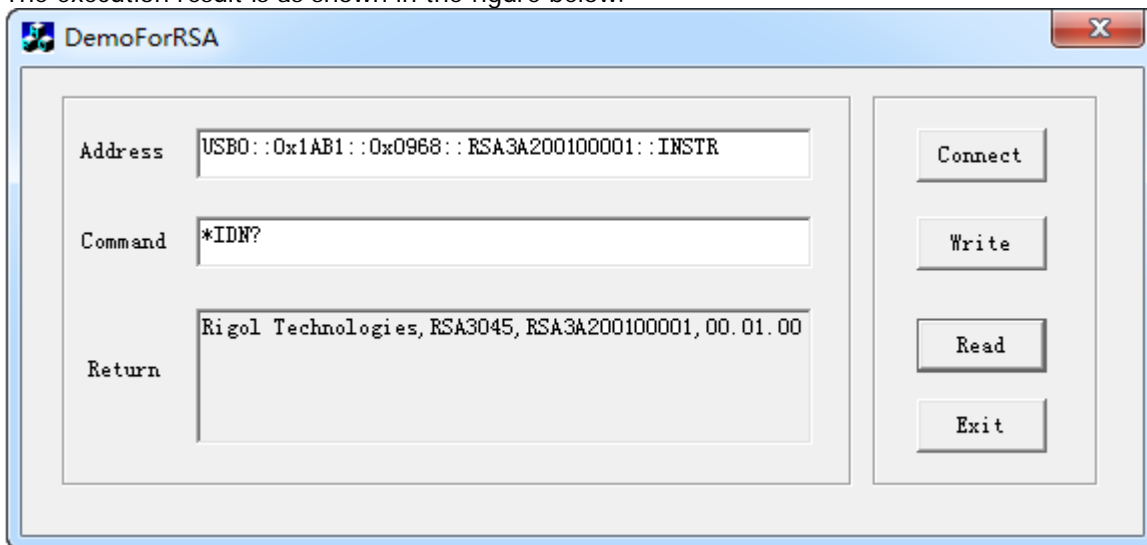 The execution result is as shown in the figure below.
DemoForRSA
Address
USB0::0x1AB1::0x0968::RSA3A200100001::INSTR
Connect
Command
*IDN?
Write
Return
Rigol Technologies,RSA3045,RSA3A200100001,00.01.00
Read
Exit